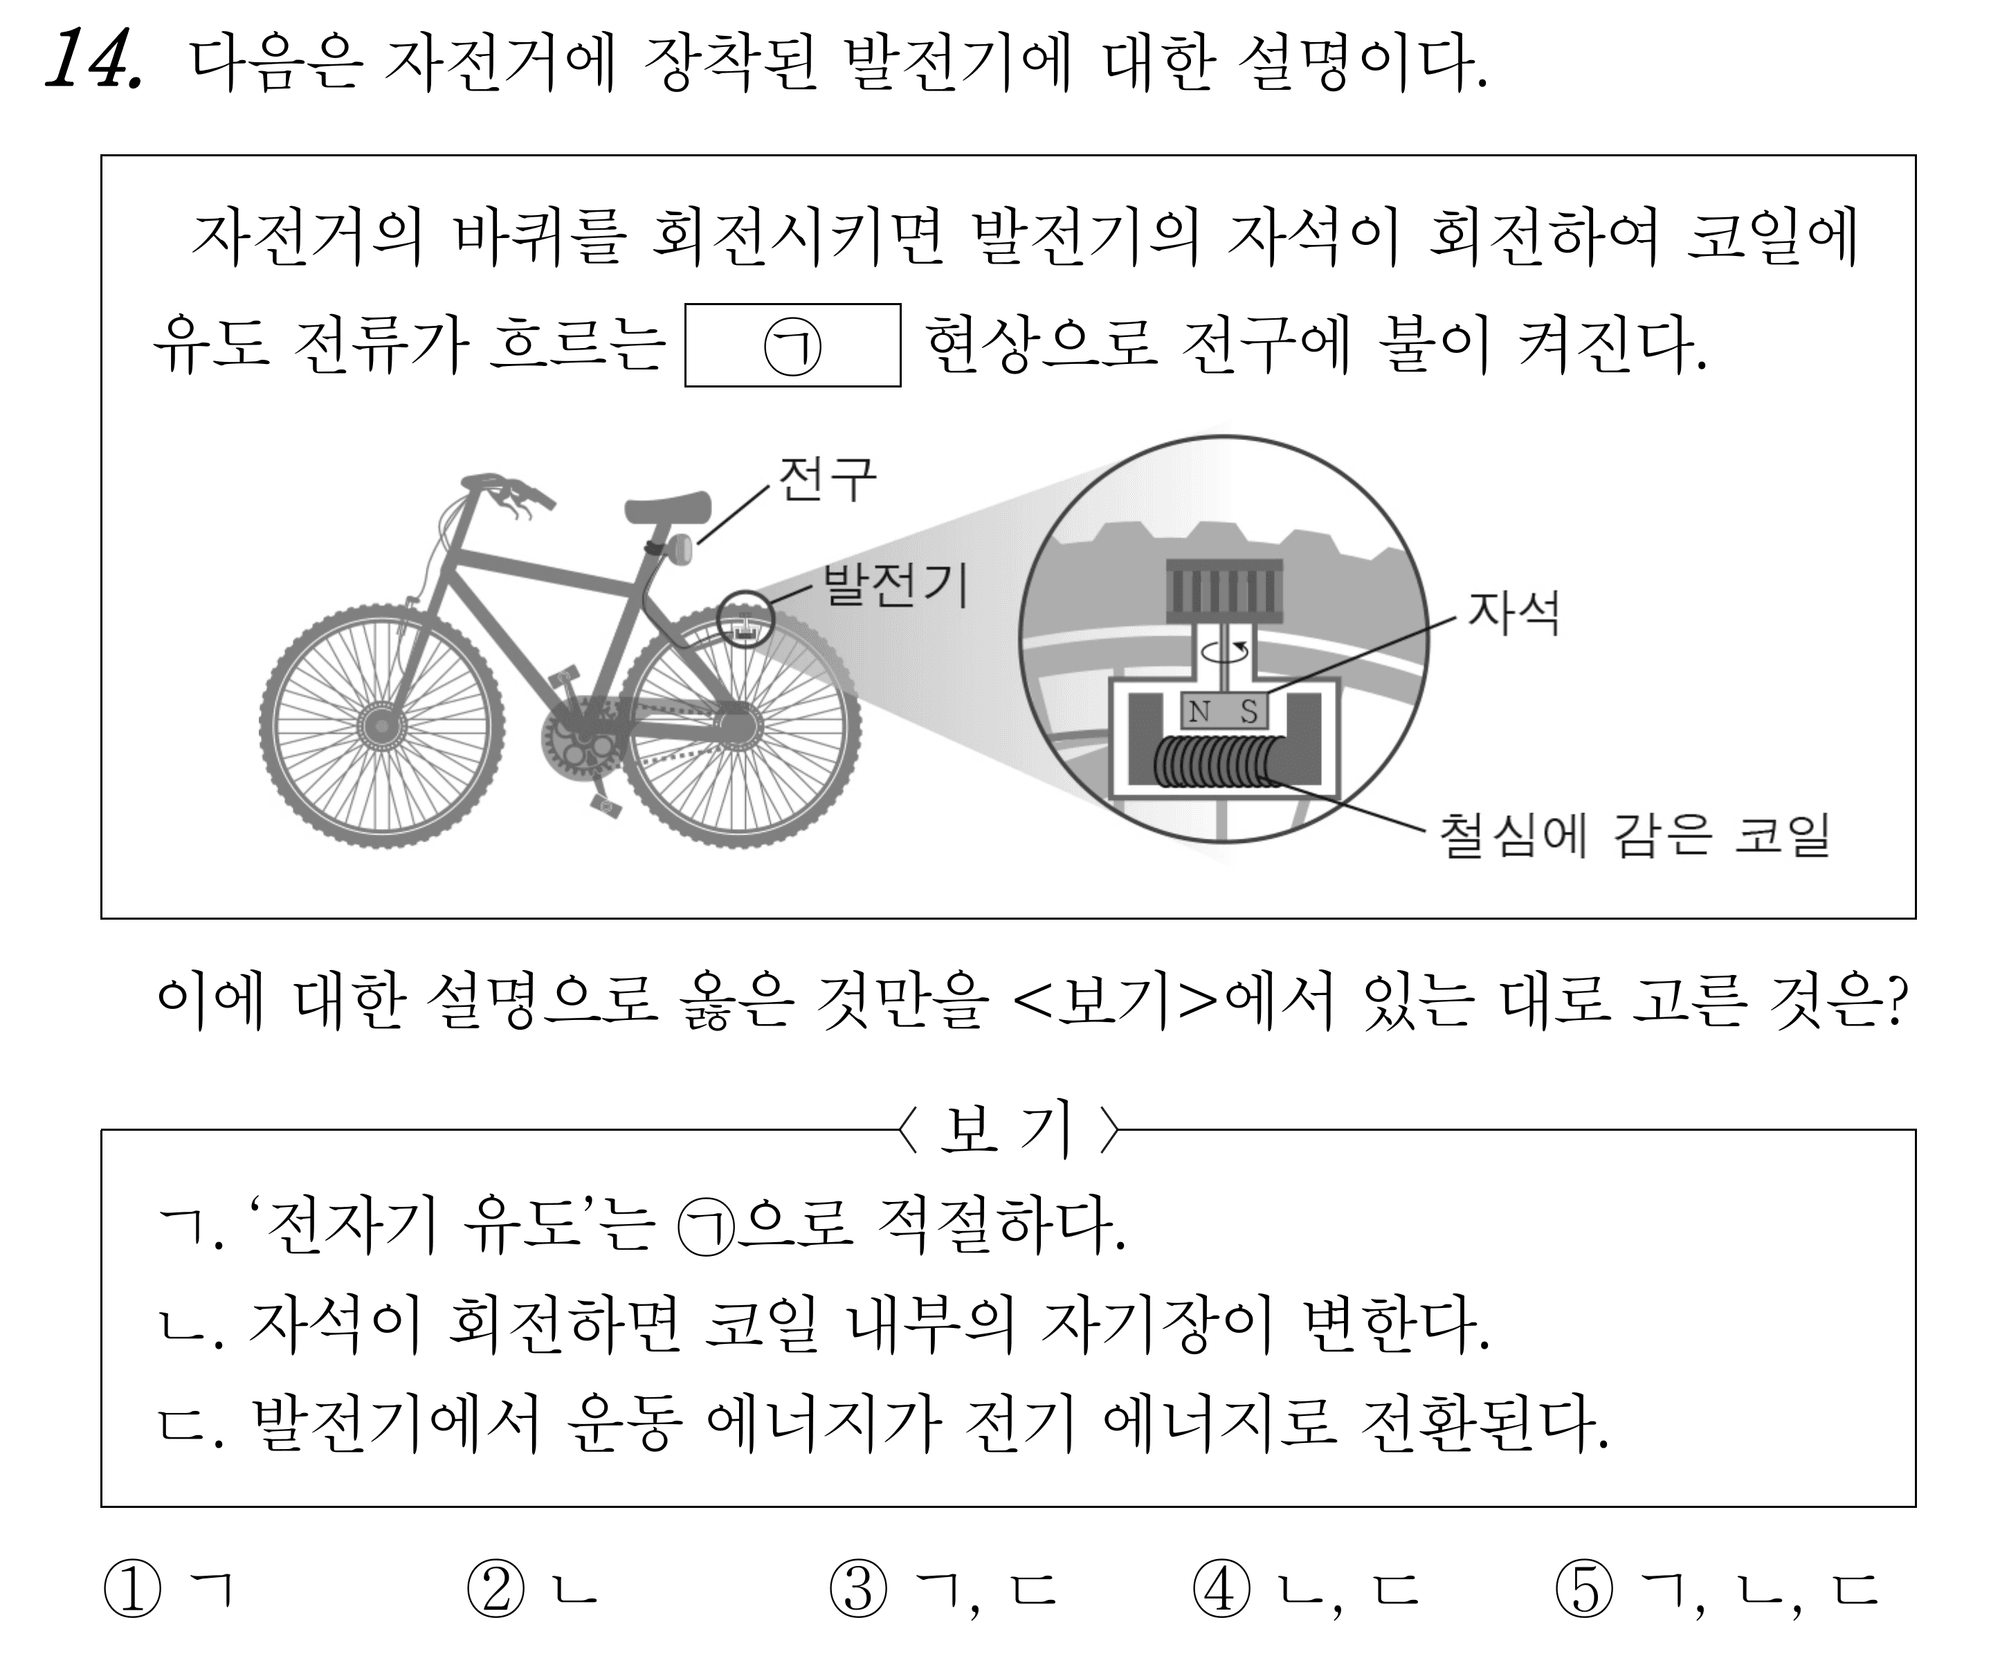 14. 다음은 자전거에 장착된 발전기에 대한 설명이다.
자전거의 바퀴를 회전시키면 발전기의 자석이 회전하여 코일에
유도 전류가 흐르는 ㉠ 현상으로 전구에 불이 켜진다.
전구
발전기
자석
N S
철심에 감은 코일
이에 대한 설명으로 옳은 것만을 <보기>에서 있는 대로 고른 것은?
〈보 기〉
ㄱ. ‘전자기 유도’는 ㉠으로 적절하다.
ㄴ. 자석이 회전하면 코일 내부의 자기장이 변한다.
ㄷ. 발전기에서 운동 에너지가 전기 에너지로 전환된다.
① ㄱ ② ㄴ ③ ㄱ, ㄷ ④ ㄴ, ㄷ ⑤ ㄱ, ㄴ, ㄷ